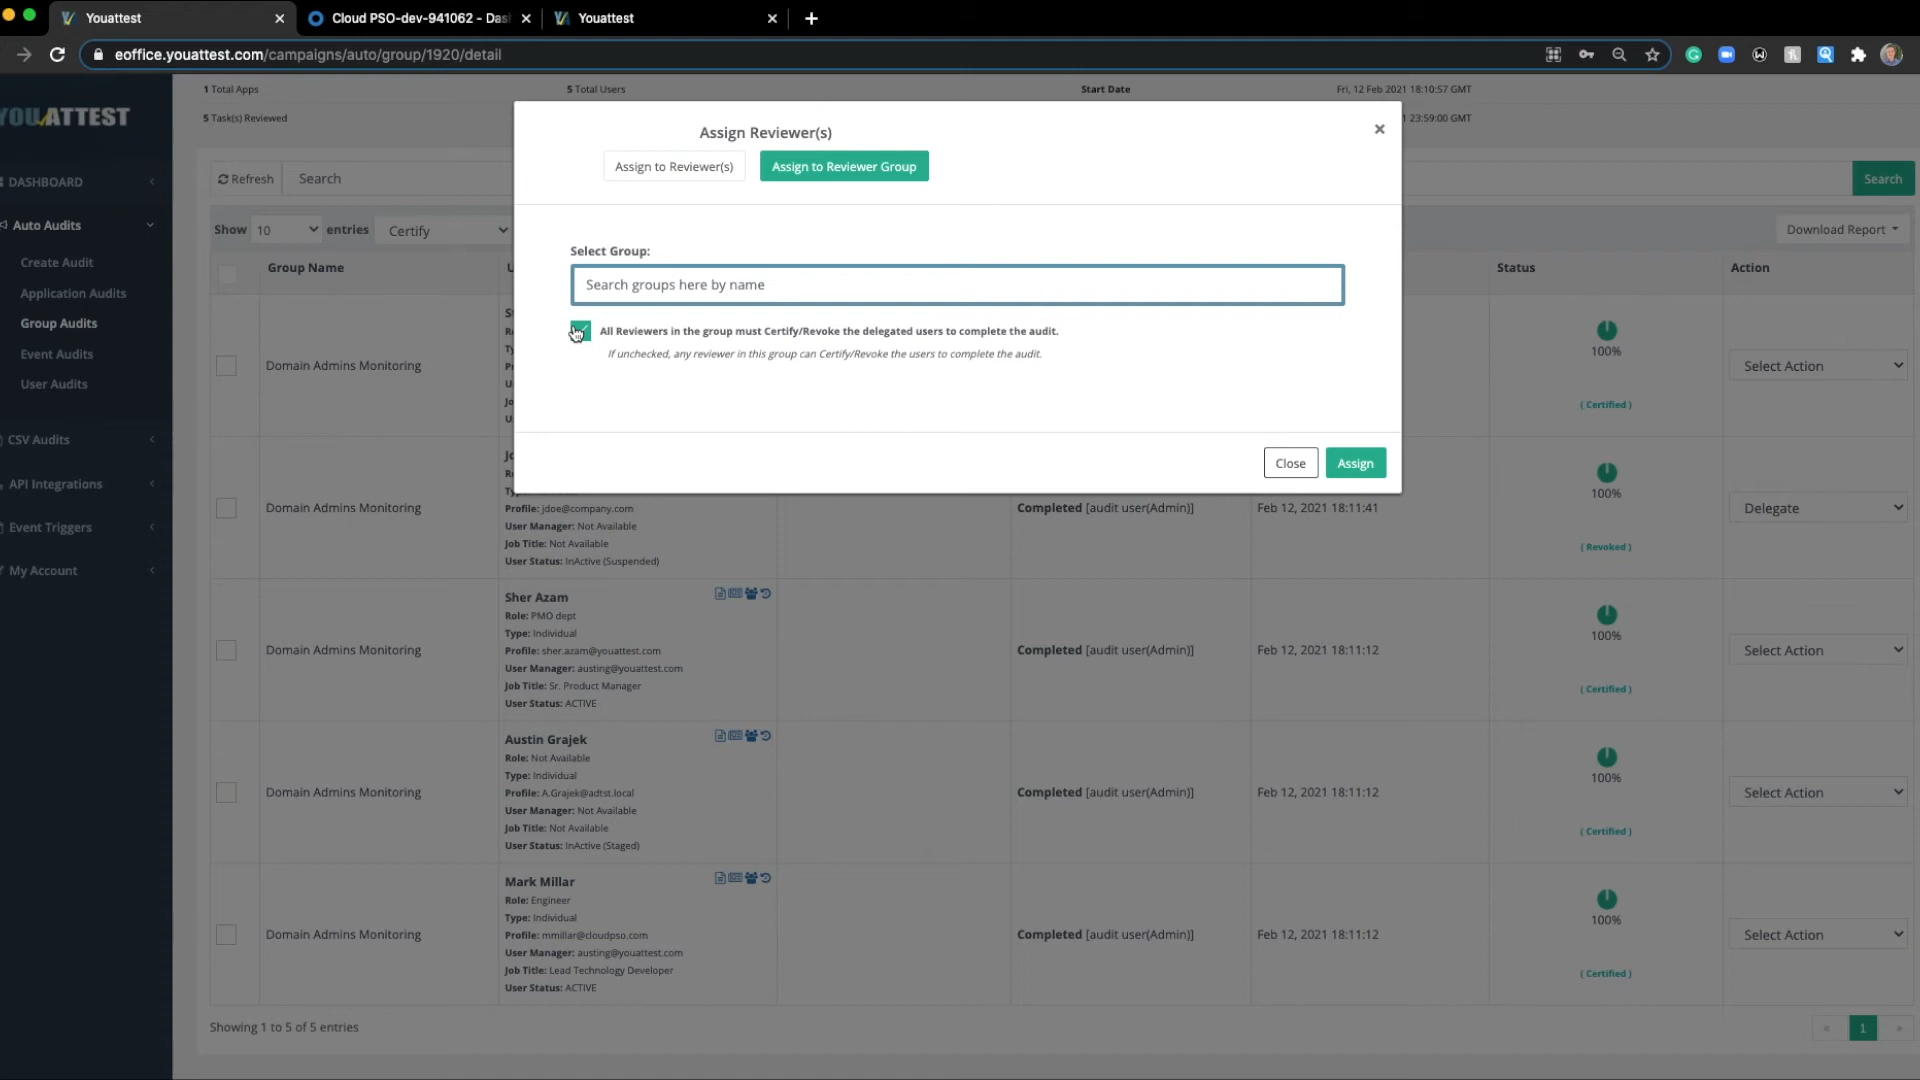 Youattest
Cloud PSO-dev-941062 - Das
Youattest
eoffice.youattest.com/campaigns/auto/group/1920/detail
YOUATTEST
DASHBOARD
Auto Audits
Create Audit
Application Audits
Group Audits
Event Audits
User Audits
CSV Audits
API Integrations
Event Triggers
My Account
1 Total Apps
5 Total Users
Start Date
Fri, 12 Feb 2021 18:10:57 GMT
5 Task(s) Reviewed
1 23:59:00 GMT
Refresh
Search
Search
Show 10 entries
Certify
Download Report
Assign Reviewer(s)
Assign to Reviewer(s)
Assign to Reviewer Group
Select Group:
Search groups here by name
All Reviewers in the group must Certify/Revoke the delegated users to complete the audit.
If unchecked, any reviewer in this group can Certify/Revoke the users to complete the audit.
Close
Assign
Group Name
Status
Action
Domain Admins Monitoring
100%
( Certified )
Select Action
Domain Admins Monitoring
Profile: jdoe@company.com
User Manager: Not Available
Job Title: Not Available
User Status: InActive (Suspended)
Completed [audit user(Admin)]
Feb 12, 2021 18:11:41
100%
( Revoked )
Delegate
Domain Admins Monitoring
Sher Azam
Role: PMO dept
Type: Individual
Profile: sher.azam@youattest.com
User Manager: austing@youattest.com
Job Title: Sr. Product Manager
User Status: ACTIVE
Completed [audit user(Admin)]
Feb 12, 2021 18:11:12
100%
( Certified )
Select Action
Domain Admins Monitoring
Austin Grajek
Role: Not Available
Type: Individual
Profile: A.Grajek@adtst.local
User Manager: Not Available
Job Title: Not Available
User Status: InActive (Staged)
Completed [audit user(Admin)]
Feb 12, 2021 18:11:12
100%
( Certified )
Select Action
Domain Admins Monitoring
Mark Millar
Role: Engineer
Type: Individual
Profile: mmillar@cloudpso.com
User Manager: austing@youattest.com
Job Title: Lead Technology Developer
User Status: ACTIVE
Completed [audit user(Admin)]
Feb 12, 2021 18:11:12
100%
( Certified )
Select Action
Showing 1 to 5 of 5 entries
« 1 »